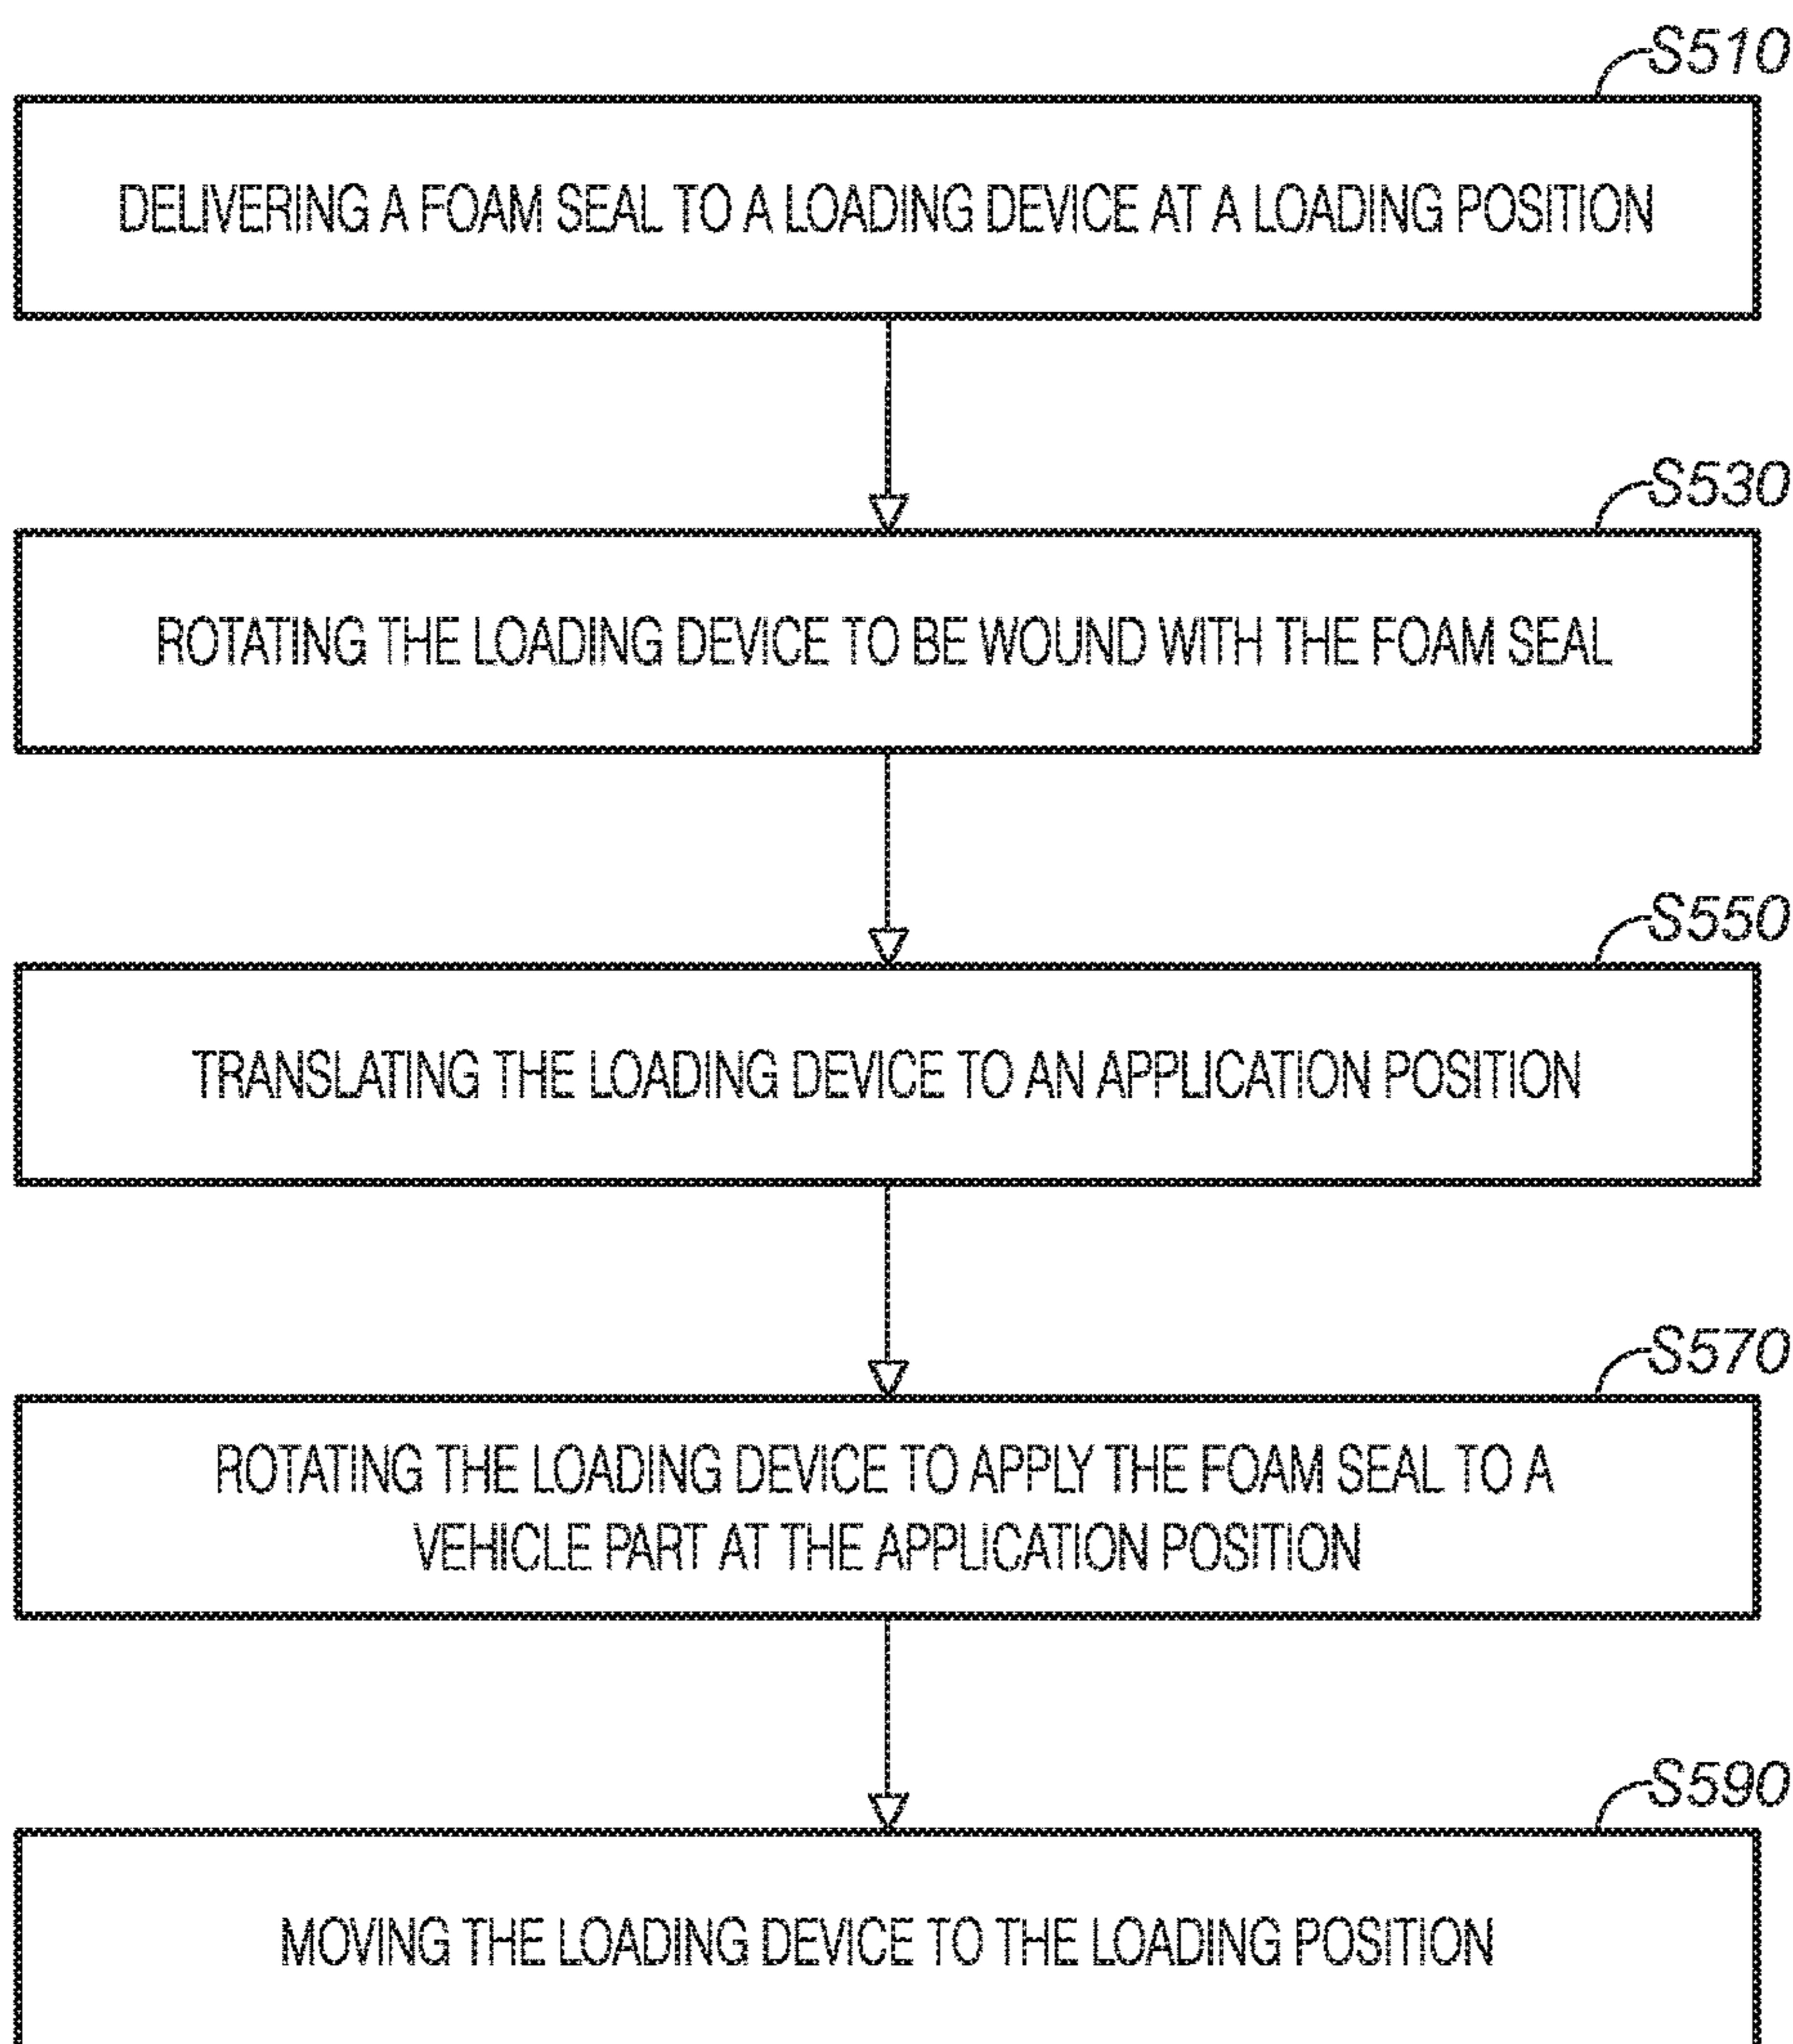 S510
DELIVERING A FOAM SEAL TO A LOADING DEVICE AT A LOADING POSITION
S530
ROTATING THE LOADING DEVICE TO BE WOUND WITH THE FOAM SEAL
S550
TRANSLATING THE LOADING DEVICE TO AN APPLICATION POSITION
S570
ROTATING THE LOADING DEVICE TO APPLY THE FOAM SEAL TO A
VEHICLE PART AT THE APPLICATION POSITION
S590
MOVING THE LOADING DEVICE TO THE LOADING POSITION